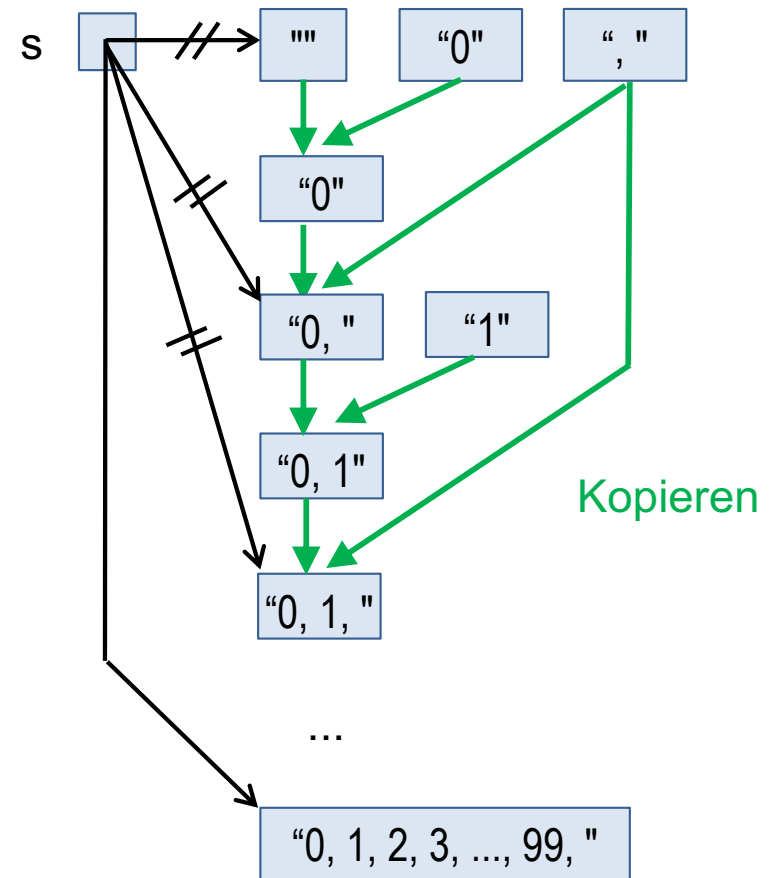 s "" “0" “, "
“0"
“0, " “1"
“0, 1"
Kopieren
“0, 1, "
...
“0, 1, 2, 3, ..., 99, "